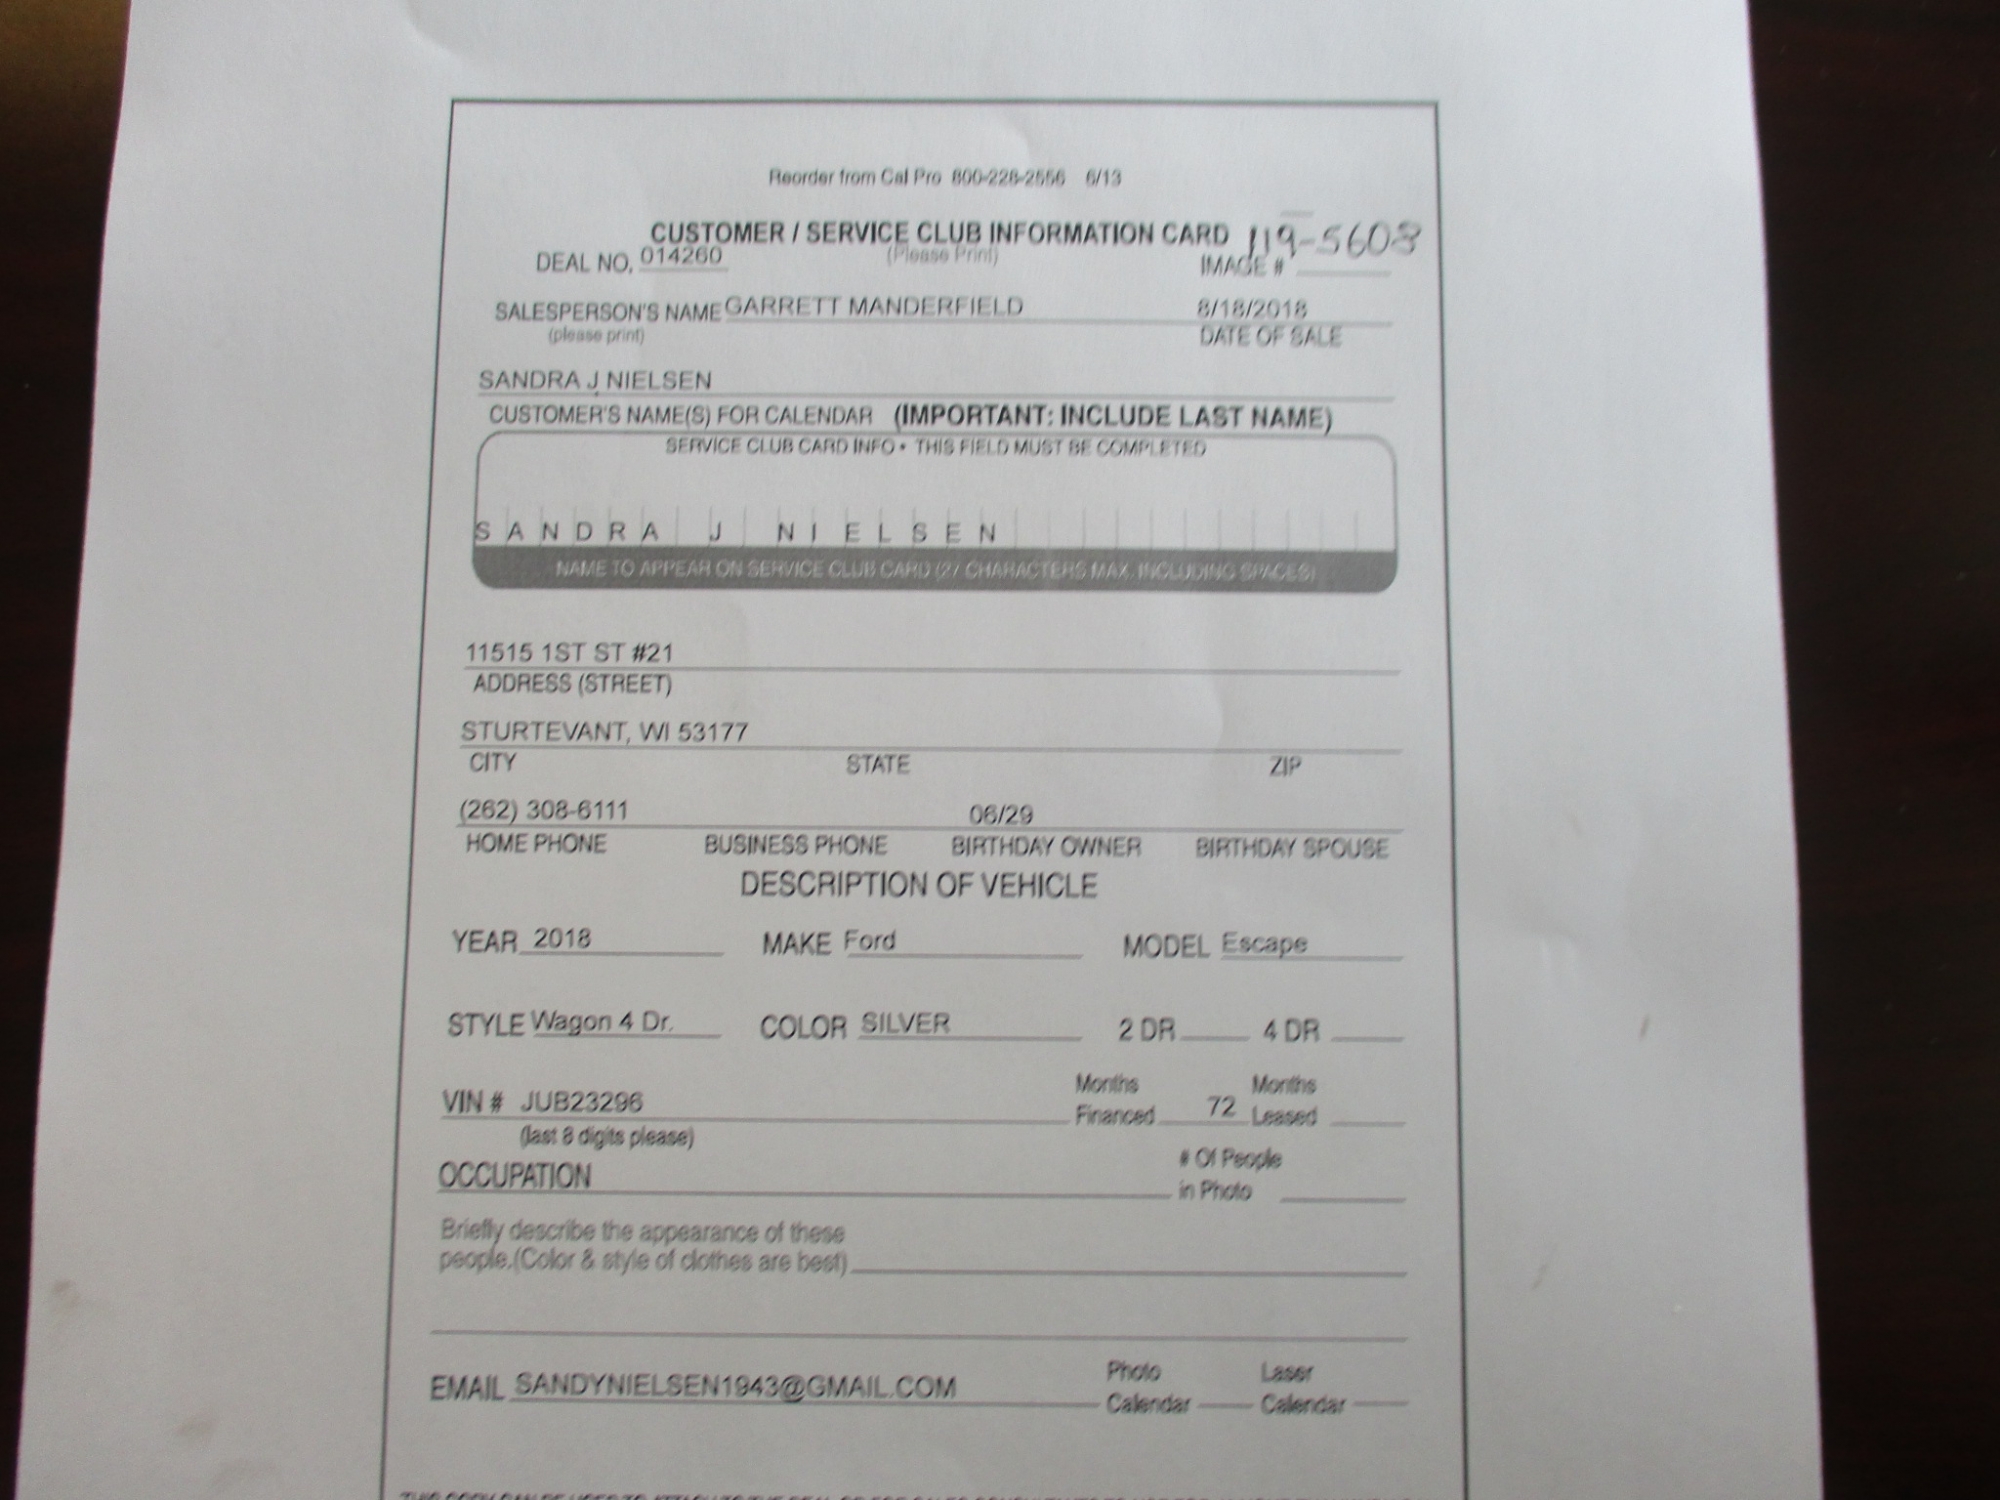 Reorder from Cal Pro 800-228-2556 6/13
CUSTOMER / SERVICE CLUB INFORMATION CARD 119-5608
DEAL NO. 014260 (Please Print) IMAGE #
SALESPERSON'S NAME GARRETT MANDERFIELD 8/18/2018
(please print) DATE OF SALE
SANDRA J NIELSEN
CUSTOMER'S NAME(S) FOR CALENDAR (IMPORTANT: INCLUDE LAST NAME)
SERVICE CLUB CARD INFO • THIS FIELD MUST BE COMPLETED
SANDRA J NIELSEN
NAME TO APPEAR ON SERVICE CLUB CARD (27 CHARACTERS MAX. INCLUDING SPACES)
11515 1ST ST #21
ADDRESS (STREET)
STURTEVANT, WI 53177
CITY STATE ZIP
(262) 308-6111 06/29
HOME PHONE BUSINESS PHONE BIRTHDAY OWNER BIRTHDAY SPOUSE
DESCRIPTION OF VEHICLE
YEAR 2018 MAKE Ford MODEL Escape
STYLE Wagon 4 Dr. COLOR SILVER 2 DR 4 DR
Months Months
VIN # JUB23296 Financed 72 Leased
(last 8 digits please)
# Of People
OCCUPATION in Photo
Briefly describe the appearance of these
people.(Color & style of clothes are best)
Photo Laser
EMAIL SANDYNIELSEN1943@GMAIL.COM Calendar Calendar